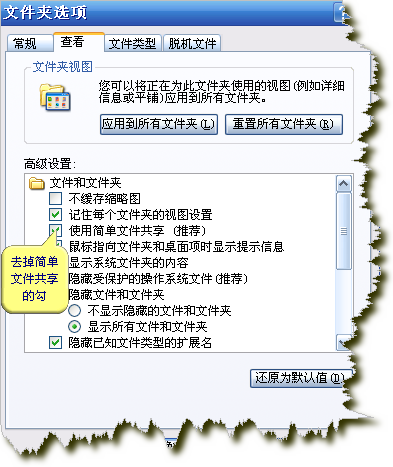 文件夹选项
常规 查看 文件类型 脱机文件
文件夹视图
您可以将正在为此文件夹使用的视图(例如详细
信息或平铺)应用到所有文件夹。
应用到所有文件夹(L) 重置所有文件夹(R)
高级设置:
文件和文件夹
不缓存缩略图
记住每个文件夹的视图设置
使用简单文件共享 (推荐)
鼠标指向文件夹和桌面项时显示提示信息
显示系统文件夹的内容
隐藏受保护的操作系统文件(推荐)
隐藏文件和文件夹
不显示隐藏的文件和文件夹
显示所有文件和文件夹
隐藏已知文件类型的扩展名
去掉简单
文件共享
的勾
还原为默认值(D)